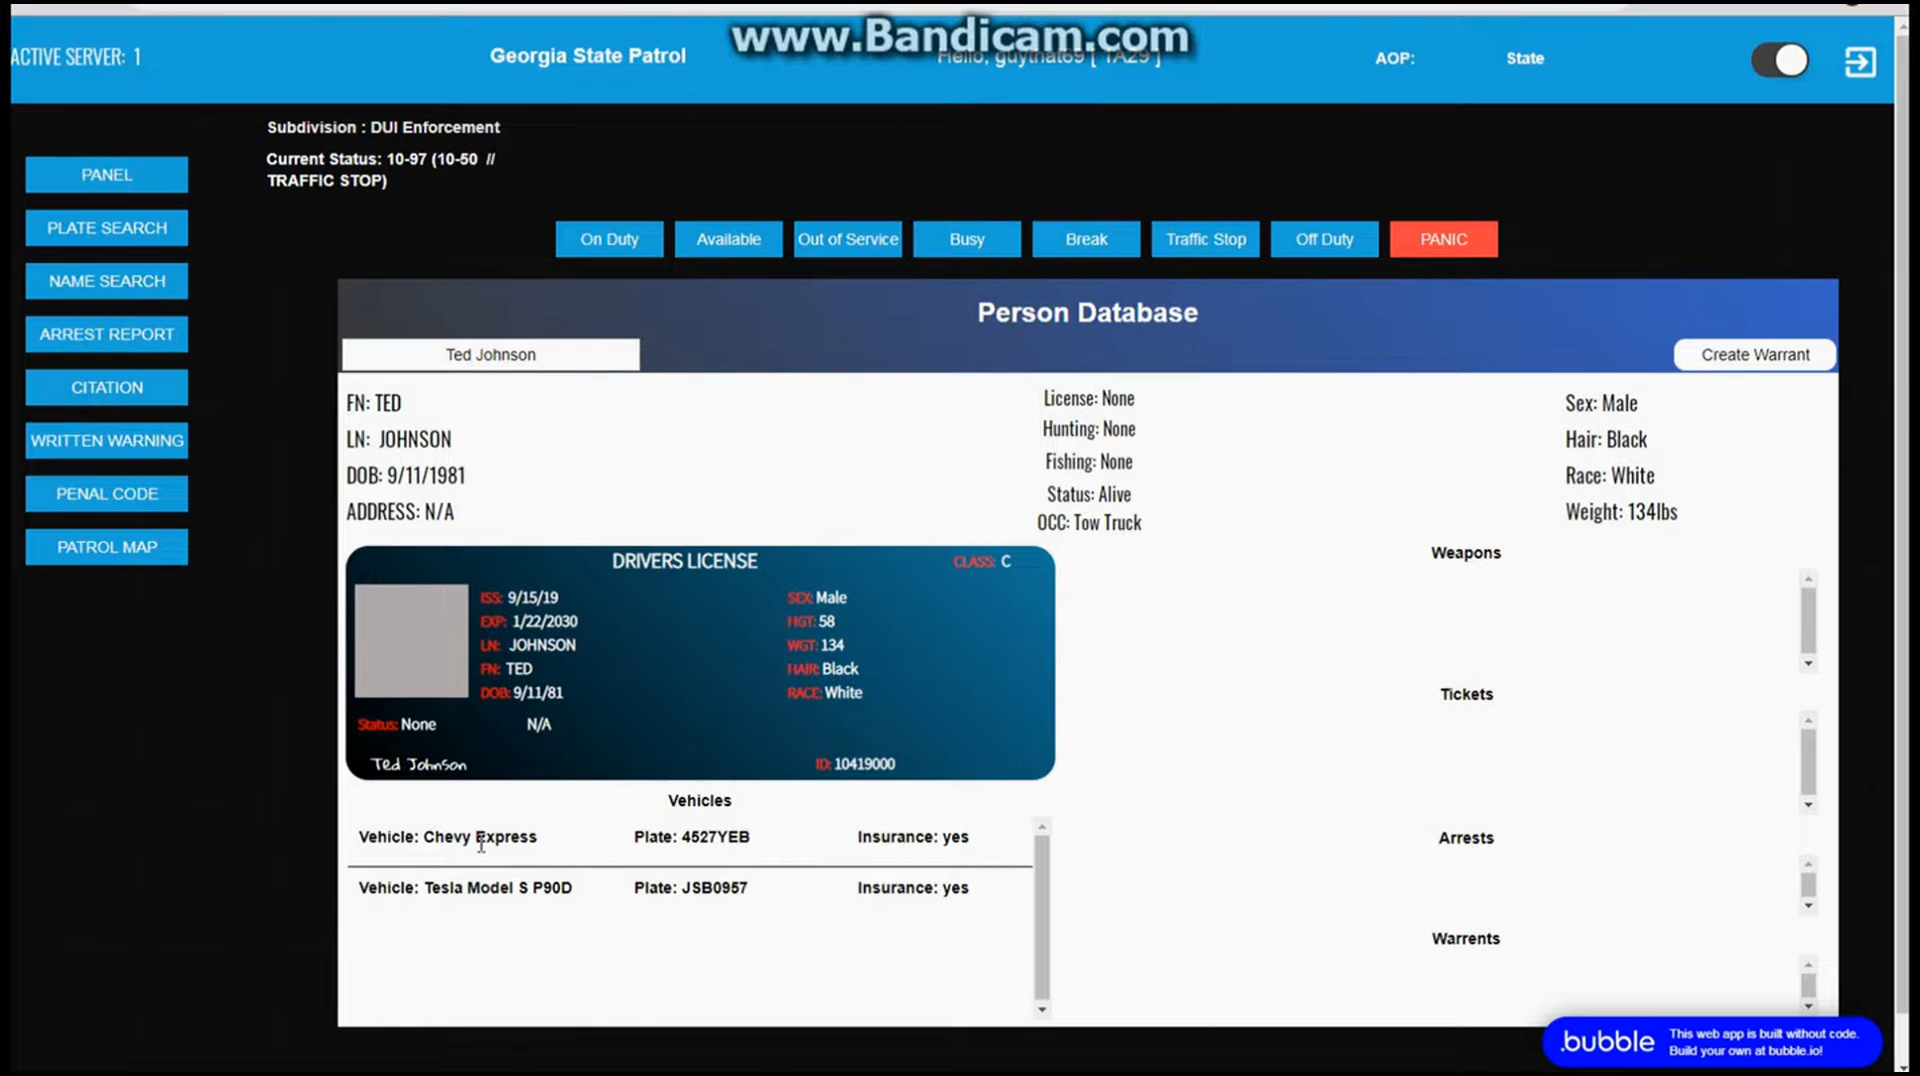 www.Bandicam.com
ACTIVE SERVER: 1
Georgia State Patrol
Hello, guythat69 [ 1A29 ]
AOP:
State
Subdivision : DUI Enforcement
Current Status: 10-97 (10-50 //
TRAFFIC STOP)
PANEL
PLATE SEARCH
NAME SEARCH
ARREST REPORT
CITATION
WRITTEN WARNING
PENAL CODE
PATROL MAP
On Duty
Available
Out of Service
Busy
Break
Traffic Stop
Off Duty
PANIC
Person Database
Ted Johnson
Create Warrant
FN: TED
LN: JOHNSON
DOB: 9/11/1981
ADDRESS: N/A
License: None
Hunting: None
Fishing: None
Status: Alive
OCC: Tow Truck
Sex: Male
Hair: Black
Race: White
Weight: 134lbs
DRIVERS LICENSE
CLASS: C
ISS: 9/15/19
EXP: 1/22/2030
LN: JOHNSON
FN: TED
DOB: 9/11/81
SEX: Male
HGT: 58
WGT: 134
HAIR: Black
RACE: White
Status: None
N/A
Ted Johnson
ID: 10419000
Vehicles
Vehicle: Chevy Express Plate: 4527YEB Insurance: yes
Vehicle: Tesla Model S P90D Plate: JSB0957 Insurance: yes
Weapons
Tickets
Arrests
Warrents
.bubble
This web app is built without code.
Build your own at bubble.io!